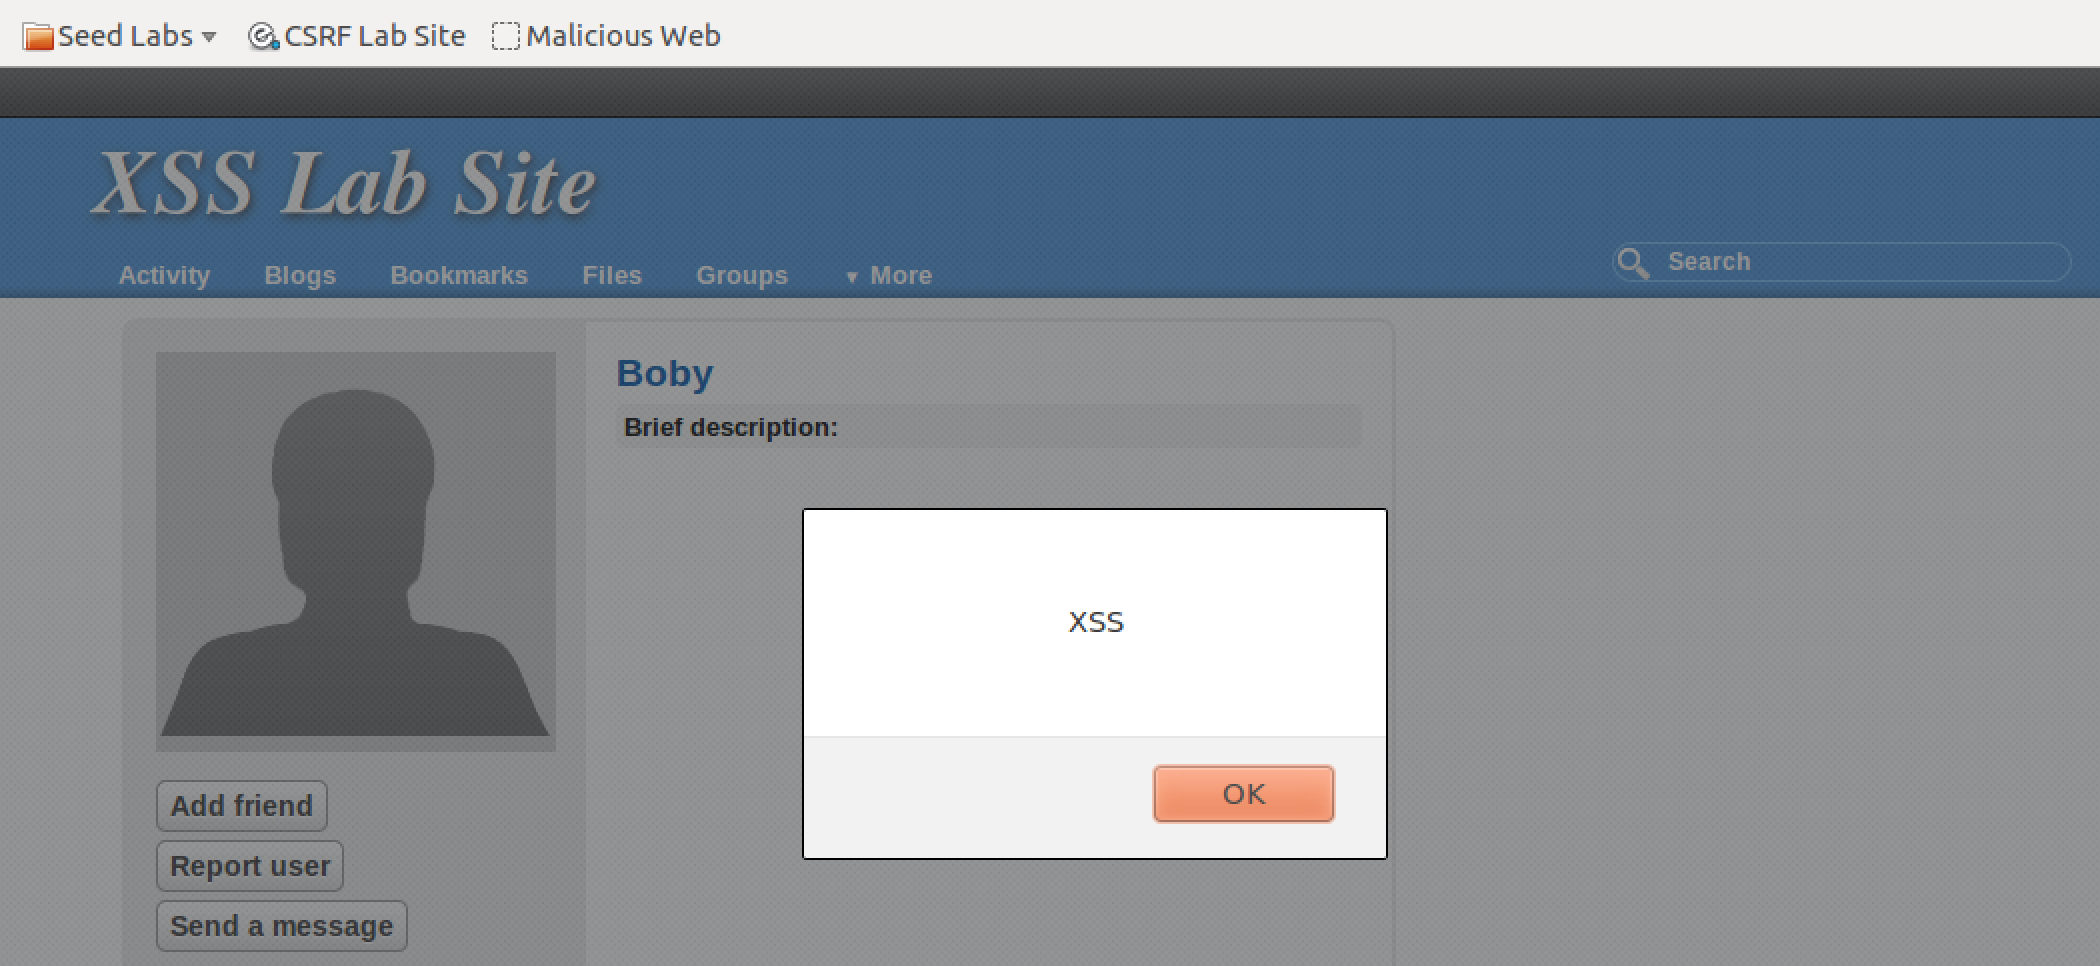 Seed Labs CSRF Lab Site Malicious Web
XSS Lab Site
Activity Blogs Bookmarks Files Groups ▼ More Search
Boby
Brief description:
XSS
OK
Add friend
Report user
Send a message